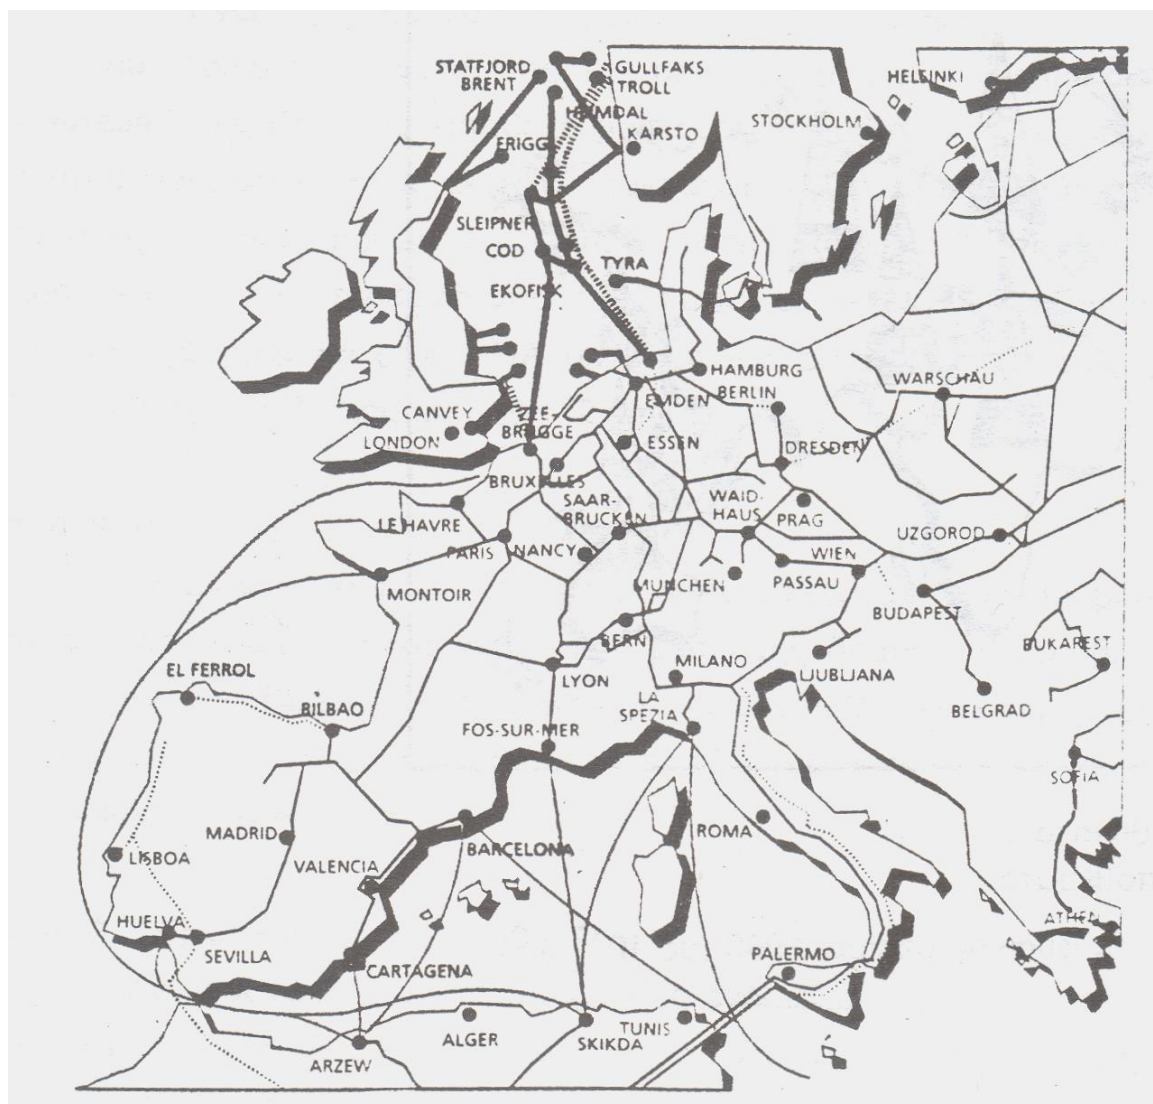 STATFJORD
BRENT
GULLFAKS
TROLL
HEIMDAL
KARSTO
FRIGG
STOCKHOLM
HELSINKI
SLEIPNER
COD
TYRA
EKOFISK
HAMBURG
BERLIN
WARSCHAU
EMDEN
CANVEY
LONDON
ZEE-
BRUGGE
ESSEN
DRESDEN
BRUXELLES
SAAR-
BRUCKEN
WAID-
HAUS
PRAG
LE HAVRE
PARIS
NANCY
UZGOROD
WIEN
MUNCHEN
PASSAU
MONTOIR
BUDAPEST
BERN
BUKAREST
EL FERROL
LYON
MILANO
LJUBLJANA
BILBAO
LA
SPEZIA
BELGRAD
FOS-SUR-MER
SOFIA
MADRID
ROMA
LISBOA
VALENCIA
BARCELONA
HUELVA
SEVILLA
ATHEN
CARTAGENA
PALERMO
ALGER
TUNIS
SKIKDA
ARZEW